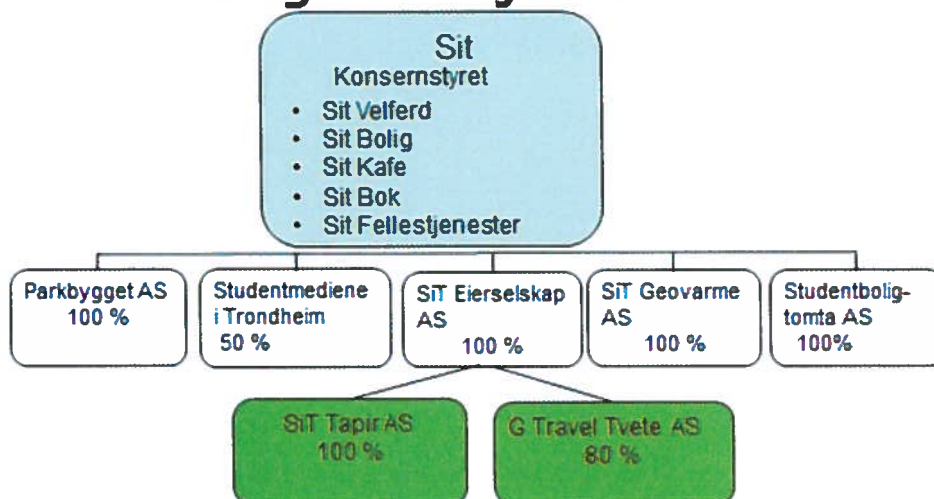 Sit
Konsernstyret
• Sit Velferd
• Sit Bolig
• Sit Kafe
• Sit Bok
• Sit Fellestjenester
Parkbygget AS
100 %
Studentmediene
i Trondheim
50 %
SiT Eierselskap
AS
100 %
SiT Geovarme
AS
100 %
Studentbolig-
tomta AS
100%
SiT Tapir AS
100 %
G Travel Tvete AS
80 %